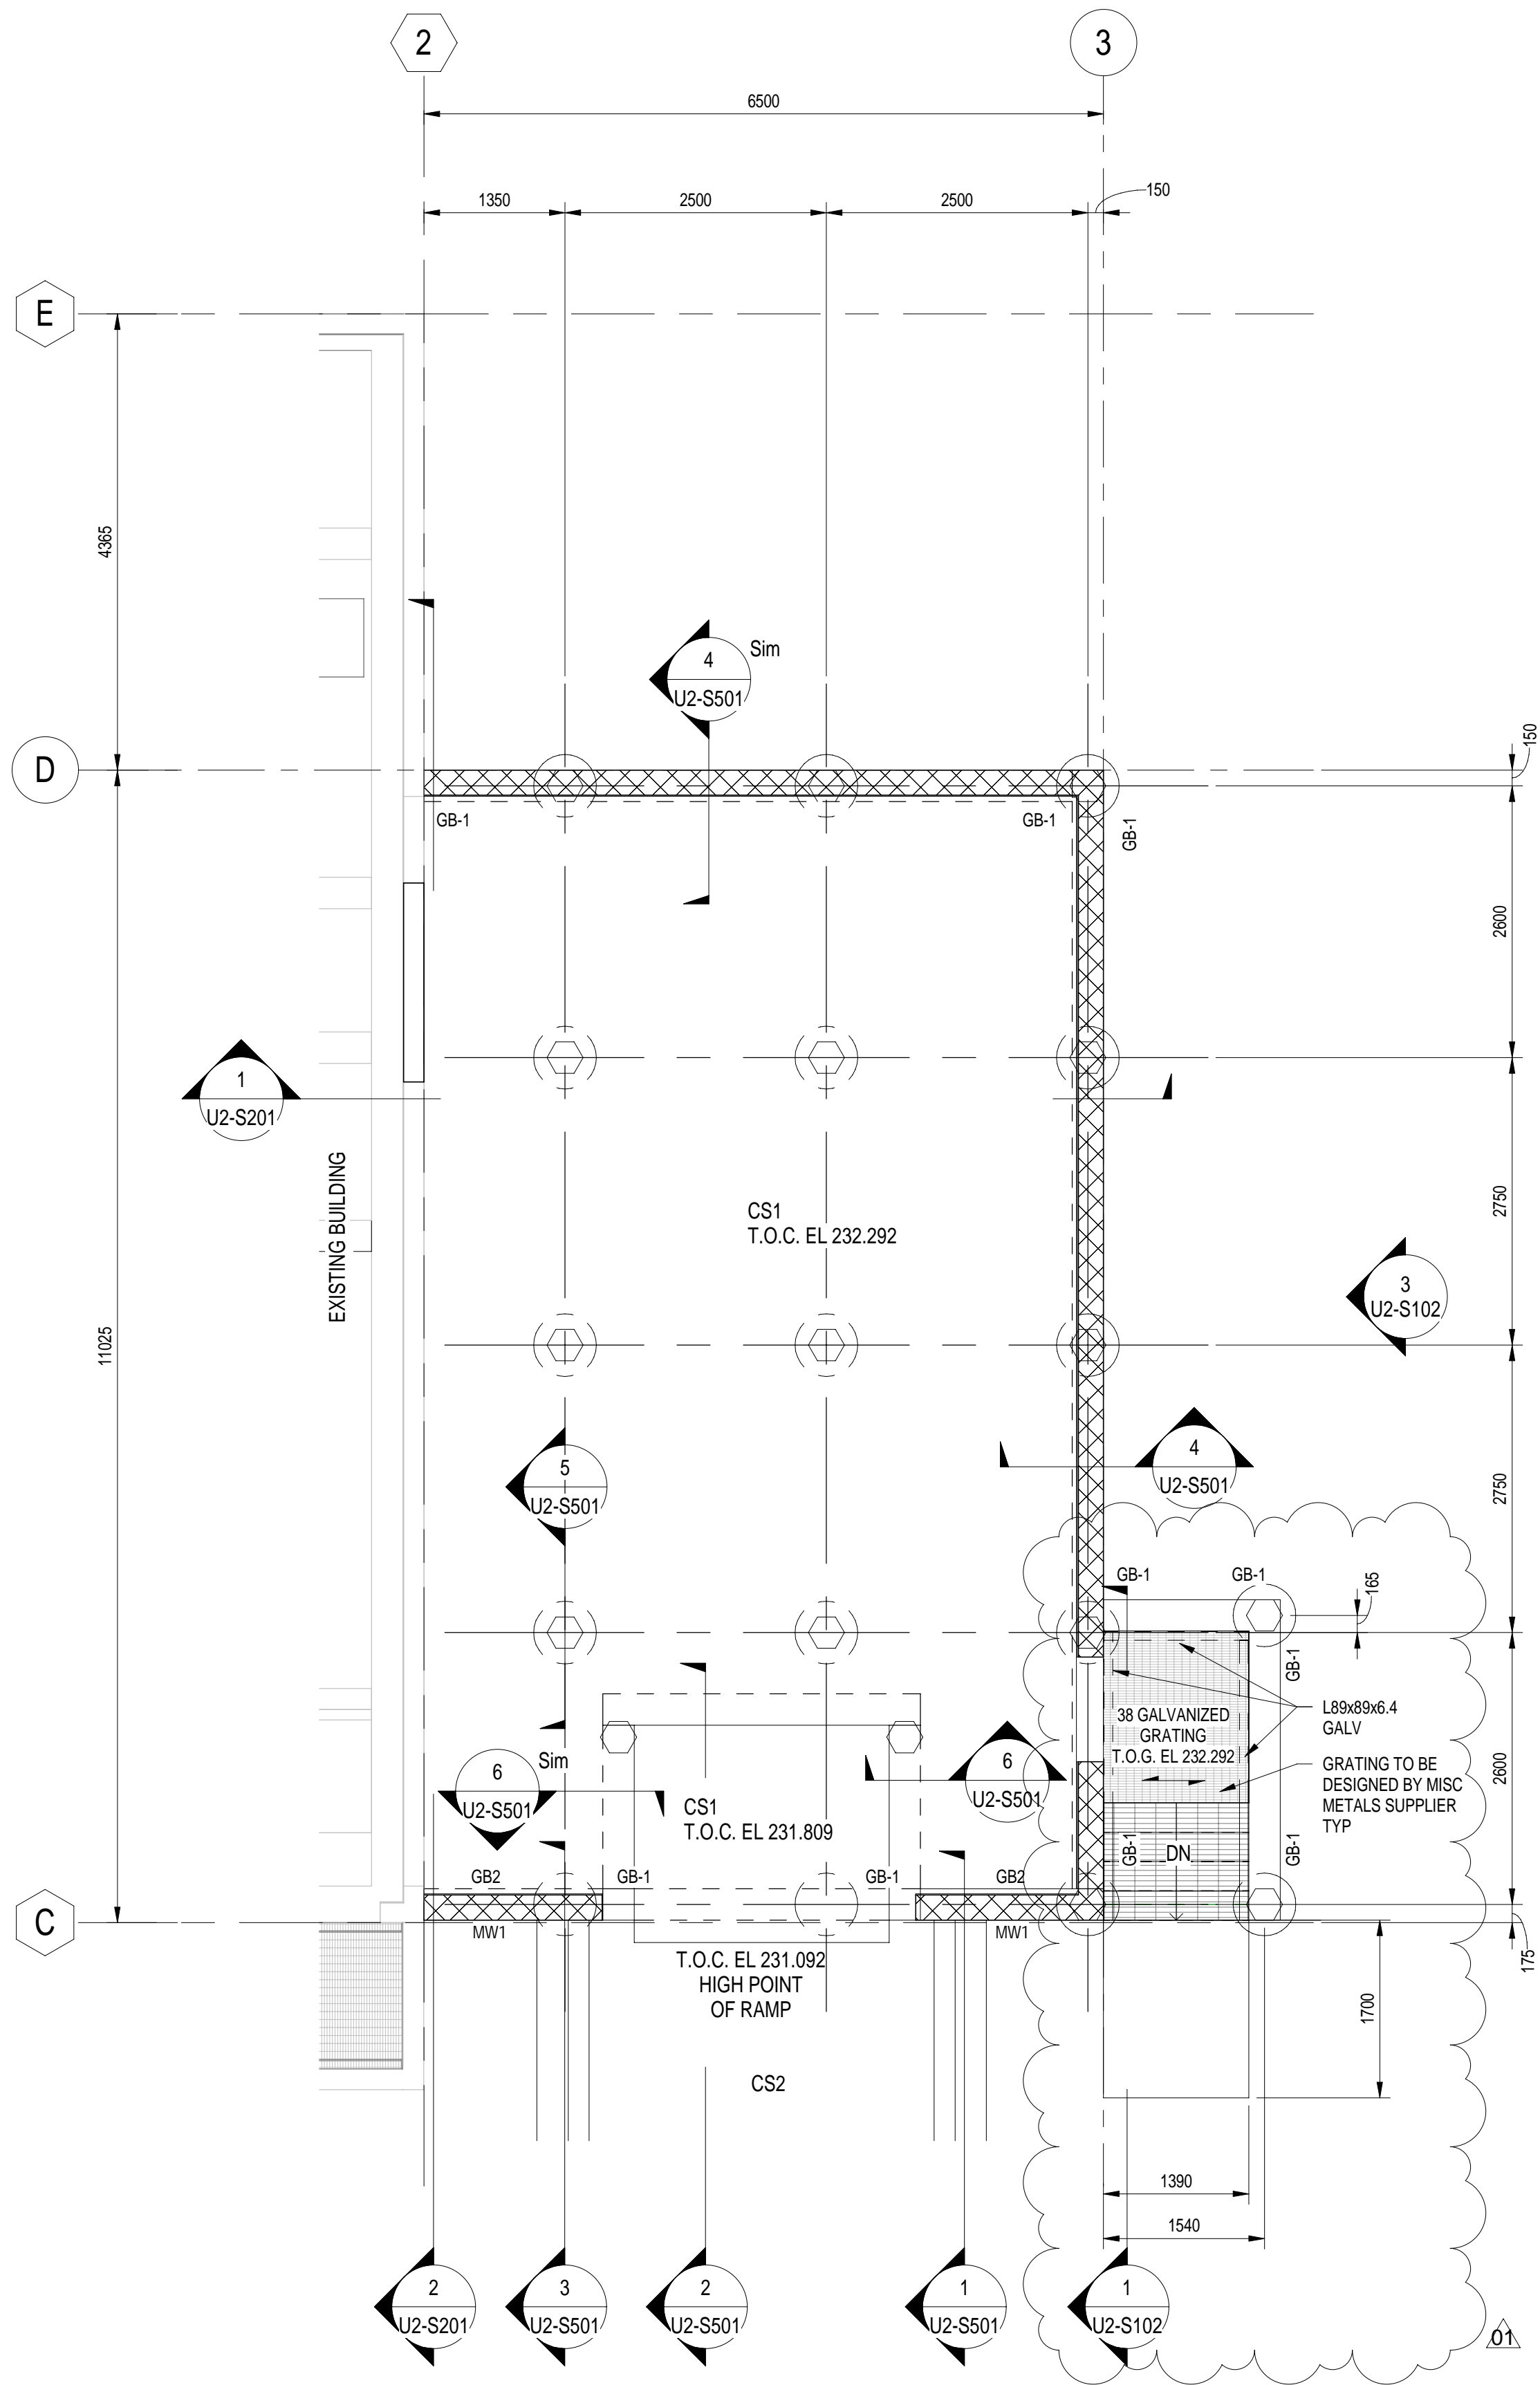 2
3
6500
1350
2500
2500
150
E
4365
4
Sim
U2-S501
D
150
GB-1
GB-1
GB-1
2600
1
U2-S201
EXISTING BUILDING
CS1
T.O.C. EL 232.292
2750
3
U2-S102
11025
5
U2-S501
4
U2-S501
2750
GB-1
GB-1
165
GB-1
38 GALVANIZED
GRATING
T.O.G. EL 232.292
L89x89x6.4
GALV
GRATING TO BE
DESIGNED BY MISC
METALS SUPPLIER
TYP
2600
Sim
6
U2-S501
6
U2-S501
CS1
T.O.C. EL 231.809
GB-1
DN
GB-1
GB2
GB-1
GB-1
GB2
C
MW1
MW1
175
T.O.C. EL 231.092
HIGH POINT
OF RAMP
1700
CS2
1390
1540
2
U2-S201
3
U2-S501
2
U2-S501
1
U2-S501
1
U2-S102
01